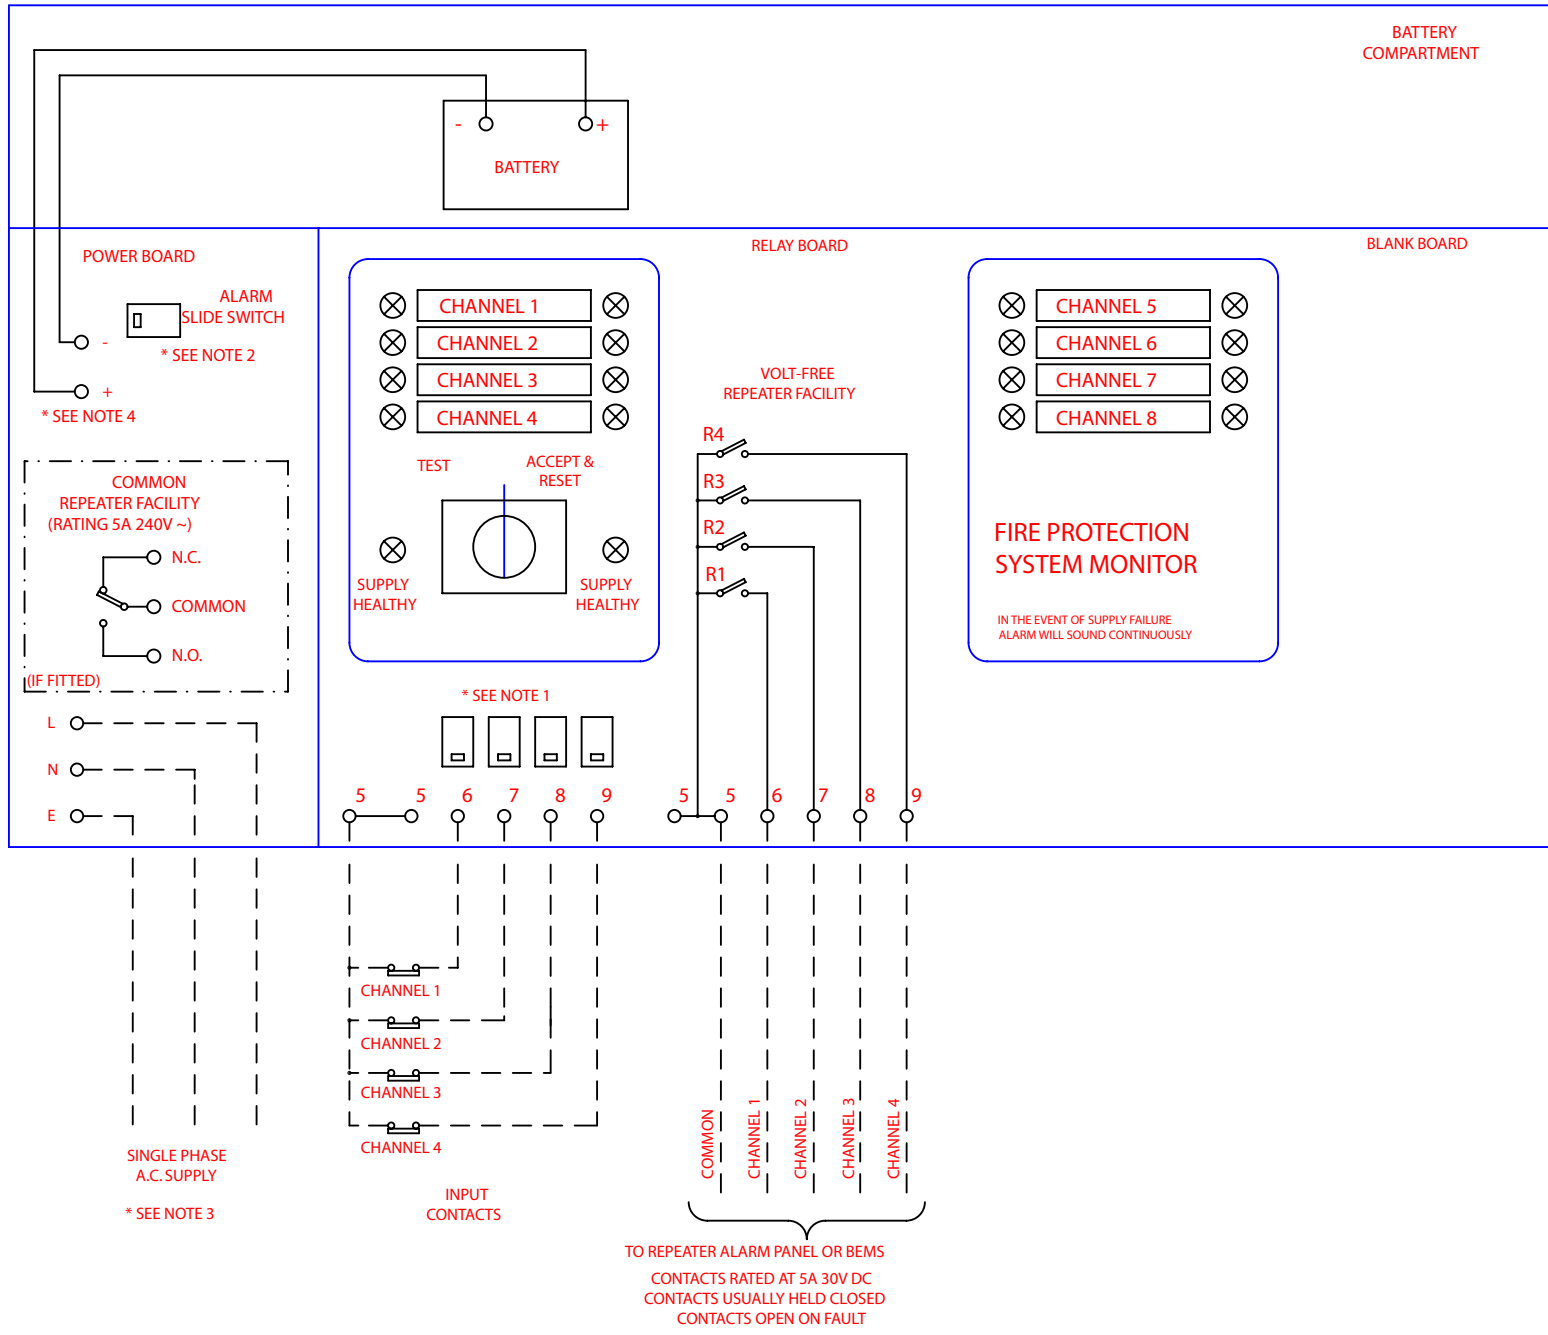 BATTERY
COMPARTMENT
- +
BATTERY
POWER BOARD
RELAY BOARD
BLANK BOARD
ALARM
SLIDE SWITCH
-
* SEE NOTE 2
+
* SEE NOTE 4
CHANNEL 1
CHANNEL 2
CHANNEL 3
CHANNEL 4
TEST
ACCEPT &
RESET
SUPPLY
HEALTHY
SUPPLY
HEALTHY
VOLT-FREE
REPEATER FACILITY
R4
R3
R2
R1
CHANNEL 5
CHANNEL 6
CHANNEL 7
CHANNEL 8
FIRE PROTECTION
SYSTEM MONITOR
IN THE EVENT OF SUPPLY FAILURE
ALARM WILL SOUND CONTINUOUSLY
COMMON
REPEATER FACILITY
(RATING 5A 240V ~)
N.C.
COMMON
N.O.
(IF FITTED)
L
N
E
* SEE NOTE 1
5 5 6 7 8 9
5 5 6 7 8 9
CHANNEL 1
CHANNEL 2
CHANNEL 3
CHANNEL 4
COMMON
CHANNEL 1
CHANNEL 2
CHANNEL 3
CHANNEL 4
SINGLE PHASE
A.C. SUPPLY
* SEE NOTE 3
INPUT
CONTACTS
TO REPEATER ALARM PANEL OR BEMS
CONTACTS RATED AT 5A 30V DC
CONTACTS USUALLY HELD CLOSED
CONTACTS OPEN ON FAULT